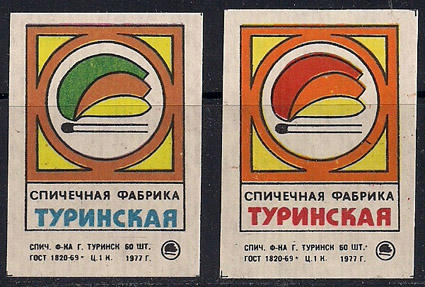 СПИЧЕЧНАЯ ФАБРИКА
ТУРИНСКАЯ
СПИЧ. Ф-КА Г. ТУРИНСК 60 ШТ.
ГОСТ 1820-69* Ц. 1 К. 1977 Г.
СПИЧЕЧНАЯ ФАБРИКА
ТУРИНСКАЯ
СПИЧ. Ф-КА Г. ТУРИНСК 60 ШТ.
ГОСТ 1820-69* Ц. 1 К. 1977 Г.